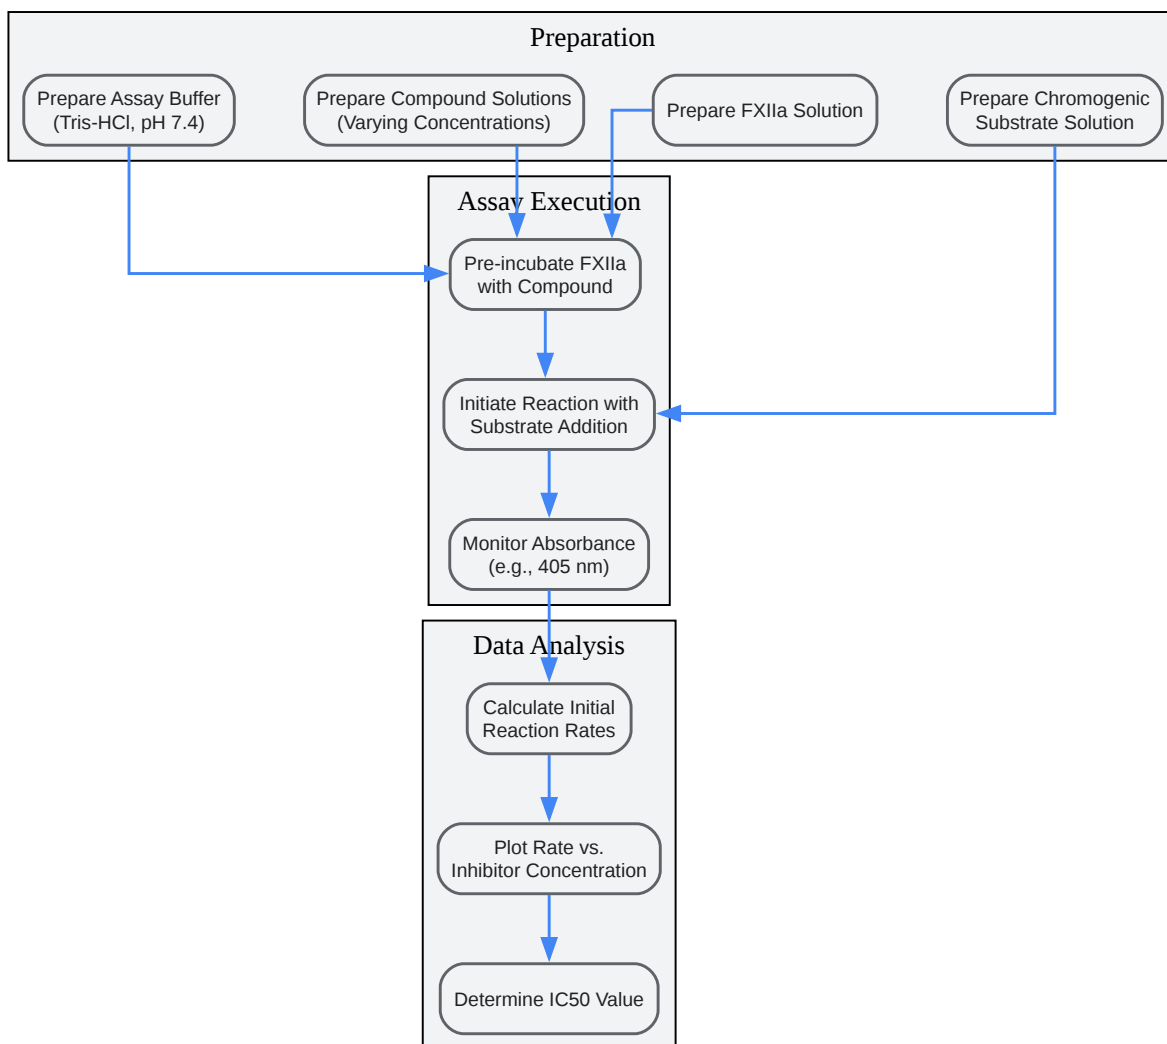 Preparation
Prepare Assay Buffer
(Tris-HCl, pH 7.4)
Prepare Compound Solutions
(Varying Concentrations)
Prepare FXIIa Solution
Prepare Chromogenic
Substrate Solution
Assay Execution
Pre-incubate FXIIa
with Compound
Initiate Reaction with
Substrate Addition
Monitor Absorbance
(e.g., 405 nm)
Data Analysis
Calculate Initial
Reaction Rates
Plot Rate vs.
Inhibitor Concentration
Determine IC50 Value